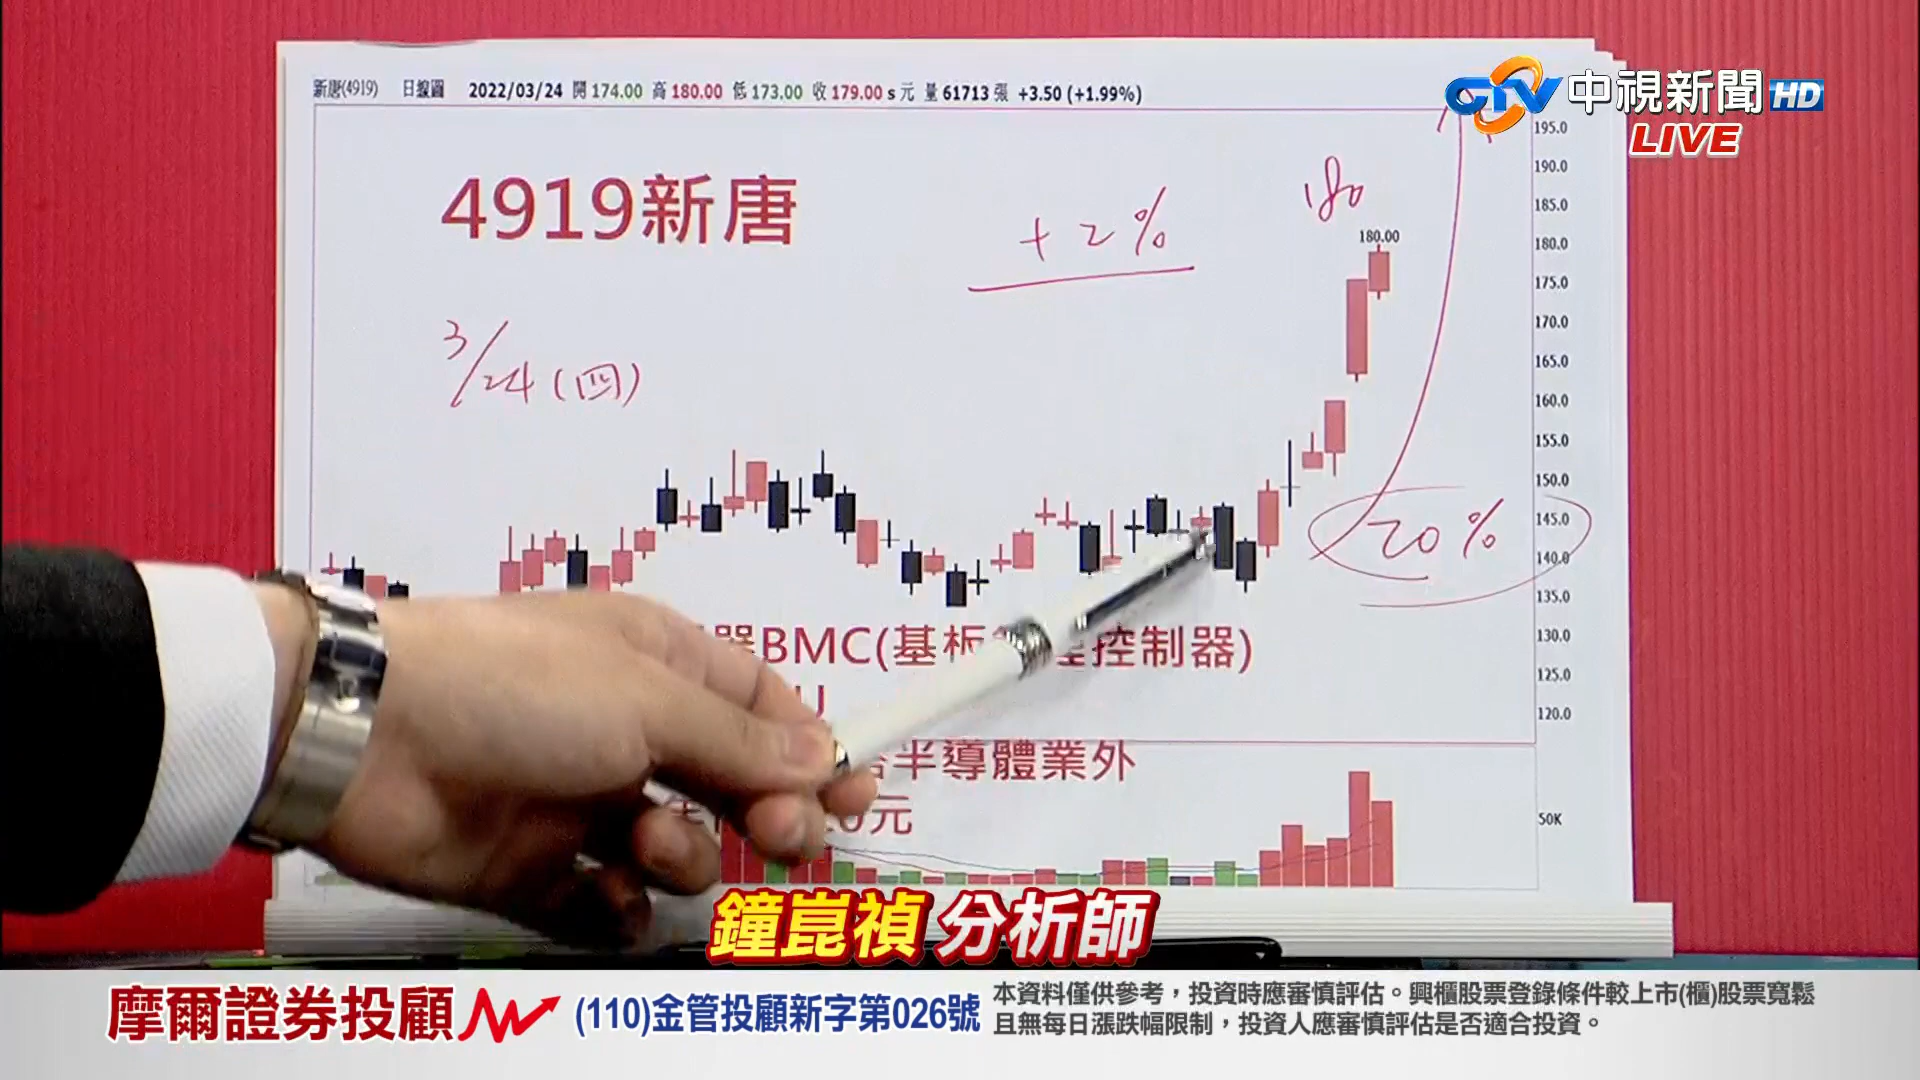 新唐(4919) 日線圖 2022/03/24 開 174.00 高 180.00 低 173.00 收 179.00 s 元 量 61713 張 +3.50 (+1.99%)
CTV 中視新聞 HD
LIVE
195.0
190.0
185.0
180.0
175.0
170.0
165.0
160.0
155.0
150.0
145.0
140.0
135.0
130.0
125.0
120.0
50K
4919新唐
+2%
180
180.00
3/24(四)
20%
器BMC(基板 控制器)
U
半導體業外
元
鐘崑禎 分析師
摩爾證券投顧 (110)金管投顧新字第026號
本資料僅供參考，投資時應審慎評估。興櫃股票登錄條件較上市(櫃)股票寬鬆
且無每日漲跌幅限制，投資人應審慎評估是否適合投資。